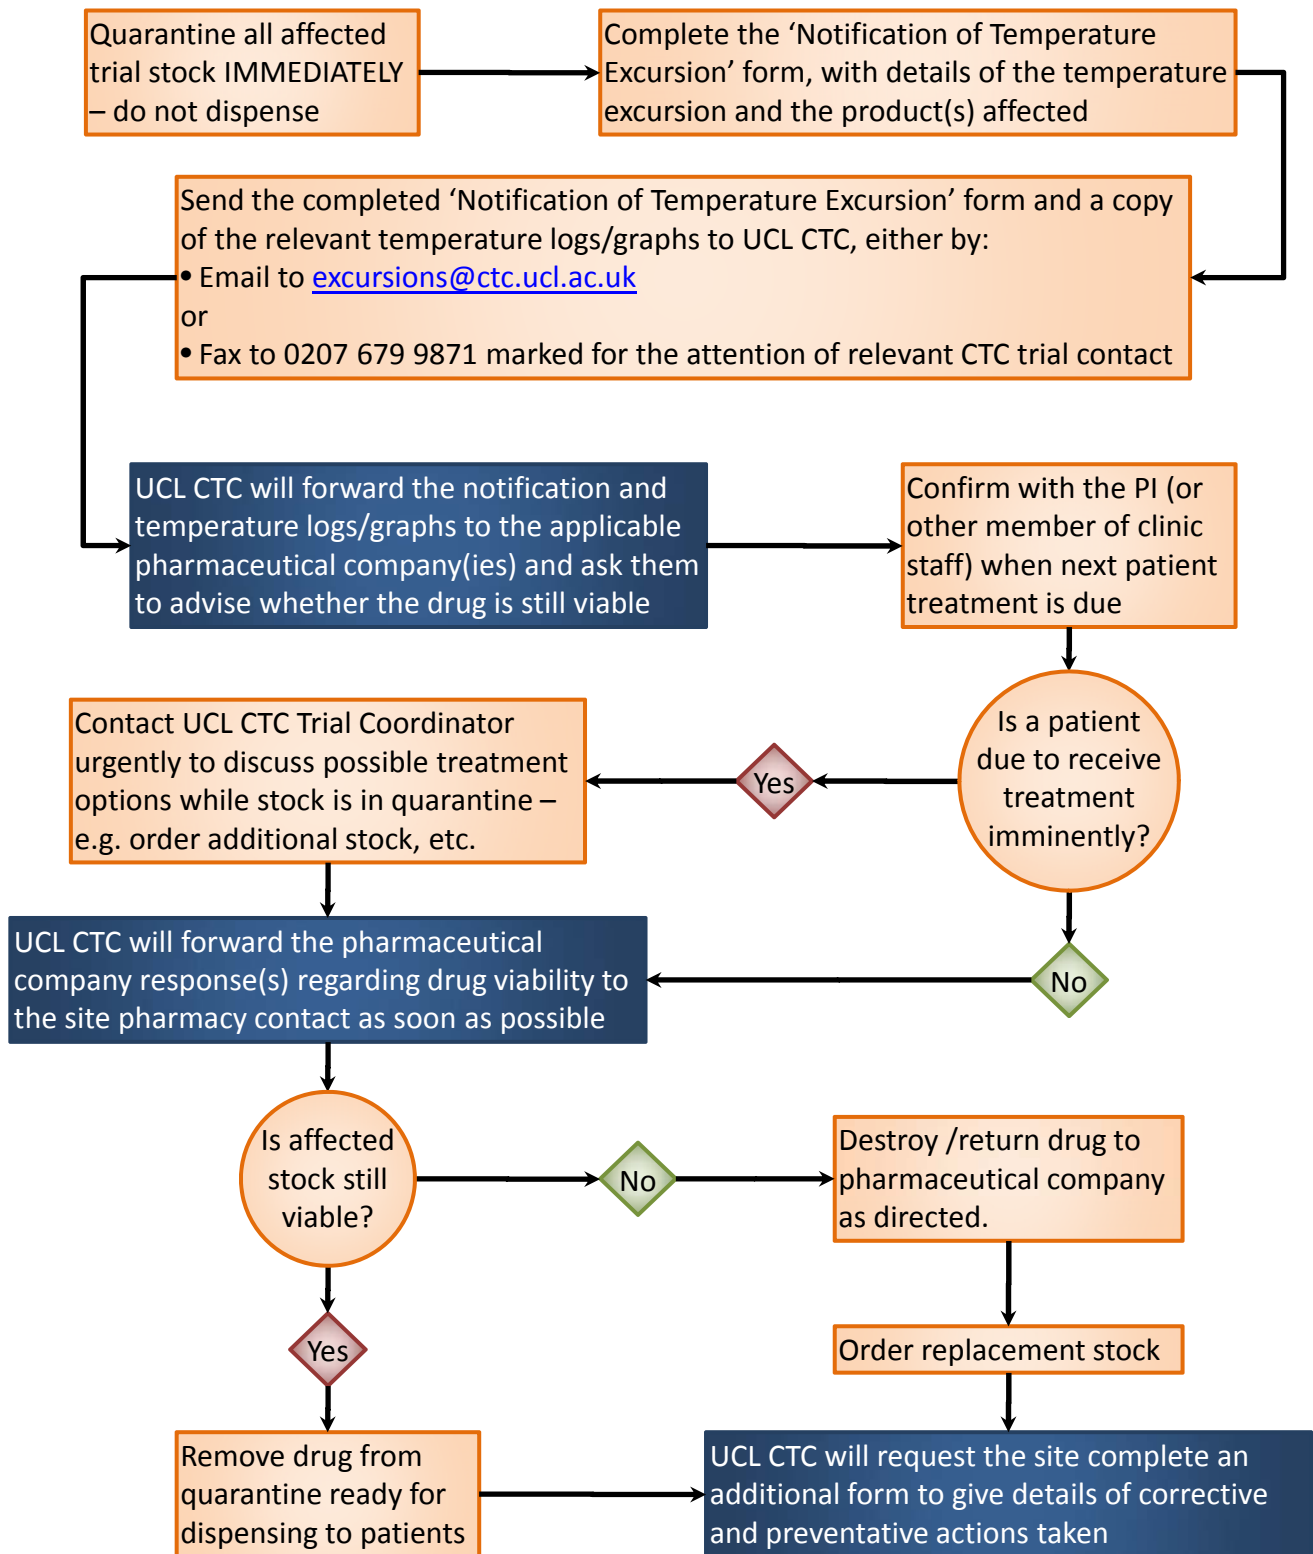 Quarantine all affected
trial stock IMMEDIATELY
– do not dispense
Complete the ‘Notification of Temperature
Excursion’ form, with details of the temperature
excursion and the product(s) affected
Send the completed ‘Notification of Temperature Excursion’ form and a copy
of the relevant temperature logs/graphs to UCL CTC, either by:
• Email to excursions@ctc.ucl.ac.uk
or
• Fax to 0207 679 9871 marked for the attention of relevant CTC trial contact
UCL CTC will forward the notification and
temperature logs/graphs to the applicable
pharmaceutical company(ies) and ask them
to advise whether the drug is still viable
Confirm with the PI (or
other member of clinic
staff) when next patient
treatment is due
Is a patient
due to receive
treatment
imminently?
Yes
Contact UCL CTC Trial Coordinator
urgently to discuss possible treatment
options while stock is in quarantine –
e.g. order additional stock, etc.
No
UCL CTC will forward the pharmaceutical
company response(s) regarding drug viability to
the site pharmacy contact as soon as possible
Is affected
stock still
viable?
No
Destroy /return drug to
pharmaceutical company
as directed.
Order replacement stock
Yes
Remove drug from
quarantine ready for
dispensing to patients
UCL CTC will request the site complete an
additional form to give details of corrective
and preventative actions taken